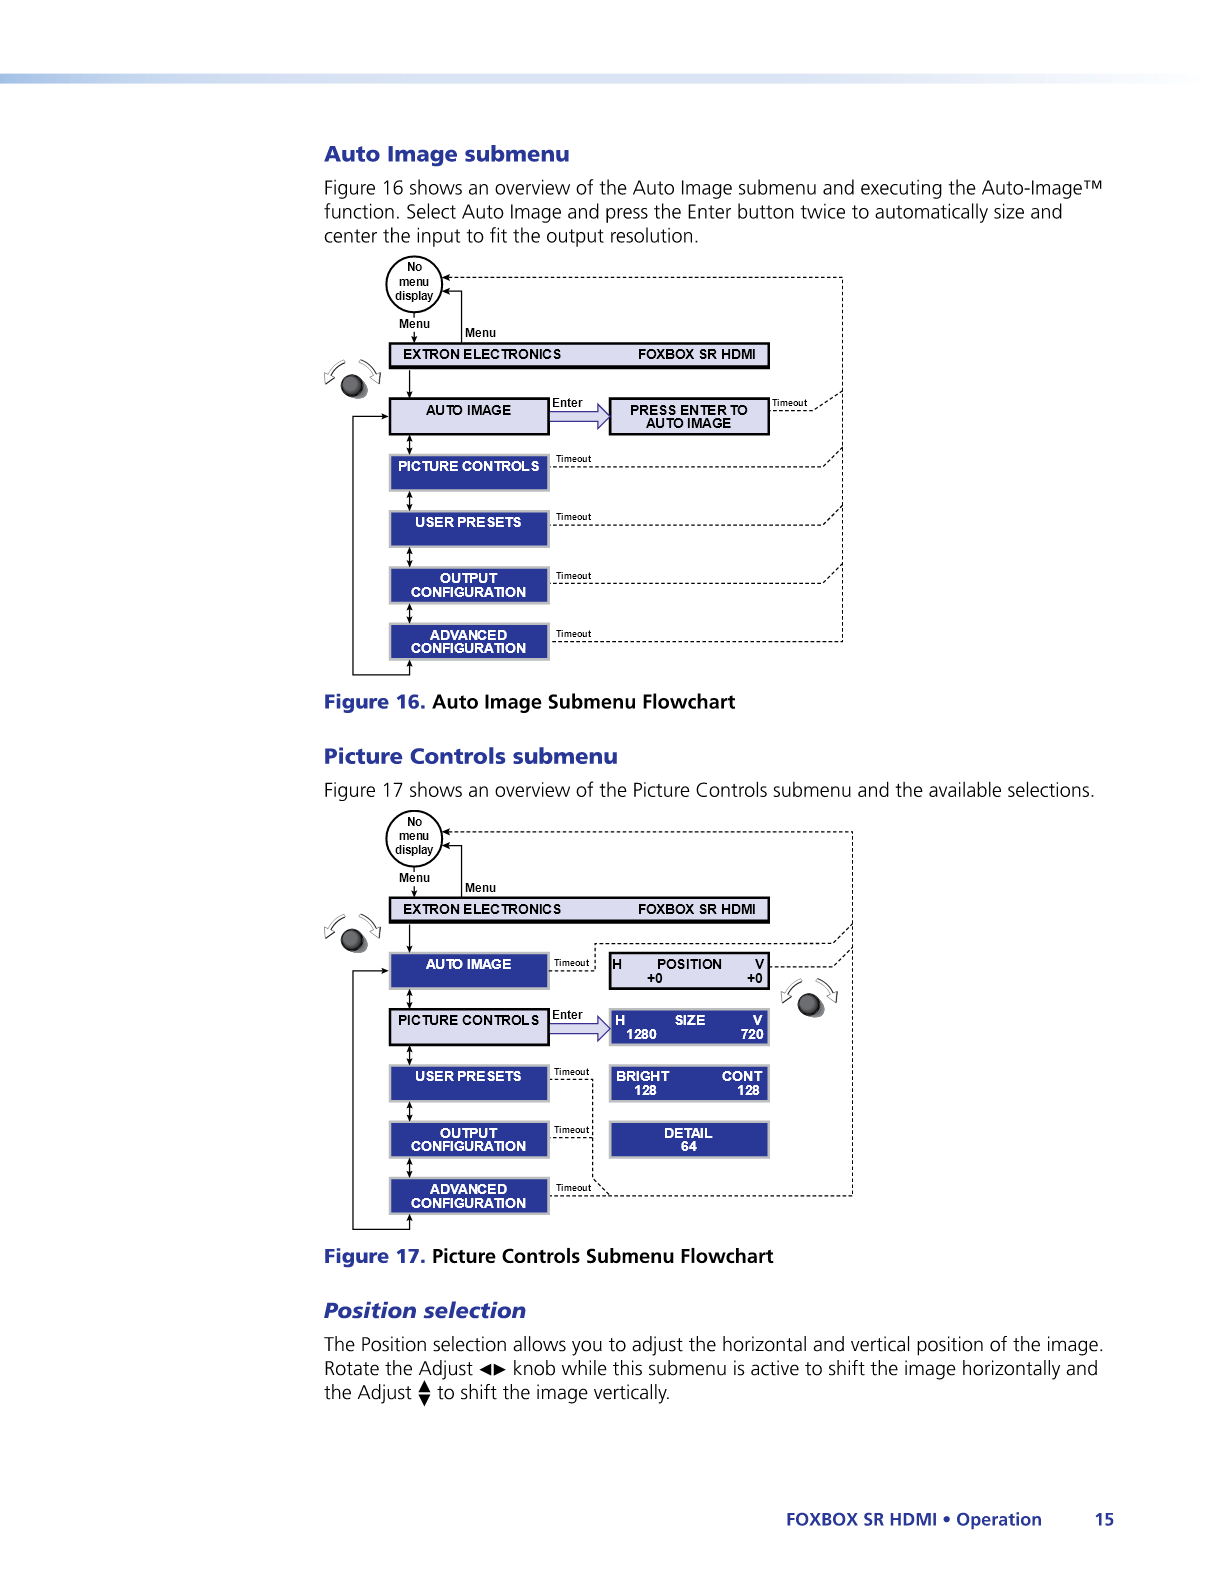 Auto Image submenu
Figure 16 shows an overview of the Auto Image submenu and executing the Auto-Image™
function. Select Auto Image and press the Enter button twice to automatically size and
center the input to fit the output resolution.
No
menu
display
Menu
Menu
EXTRON ELECTRONICS FOXBOX SR HDMI
AUTO IMAGE
Enter
PRESS ENTER TO
AUTO IMAGE
Timeout
PICTURE CONTROLS
Timeout
USER PRESETS
Timeout
OUTPUT
CONFIGURATION
Timeout
ADVANCED
CONFIGURATION
Timeout
Figure 16. Auto Image Submenu Flowchart
Picture Controls submenu
Figure 17 shows an overview of the Picture Controls submenu and the available selections.
No
menu
display
Menu
Menu
EXTRON ELECTRONICS FOXBOX SR HDMI
AUTO IMAGE
Timeout
H POSITION V
+0 +0
PICTURE CONTROLS
Enter
H SIZE V
1280 720
USER PRESETS
Timeout
BRIGHT CONT
128 128
OUTPUT
CONFIGURATION
Timeout
DETAIL
64
ADVANCED
CONFIGURATION
Timeout
Figure 17. Picture Controls Submenu Flowchart
Position selection
The Position selection allows you to adjust the horizontal and vertical position of the image.
Rotate the Adjust ◀▶ knob while this submenu is active to shift the image horizontally and
the Adjust ▲▼ to shift the image vertically.
FOXBOX SR HDMI • Operation 15